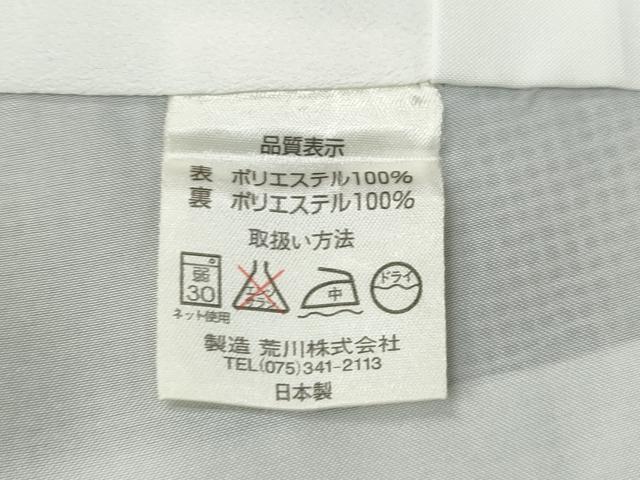 品質表示
表 ポリエステル100%
裏 ポリエステル100%
取扱い方法
弱
30
エンソ
サラシ
中
ドライ
ネット使用
製造 荒川株式会社
TEL(075)341-2113
日本製